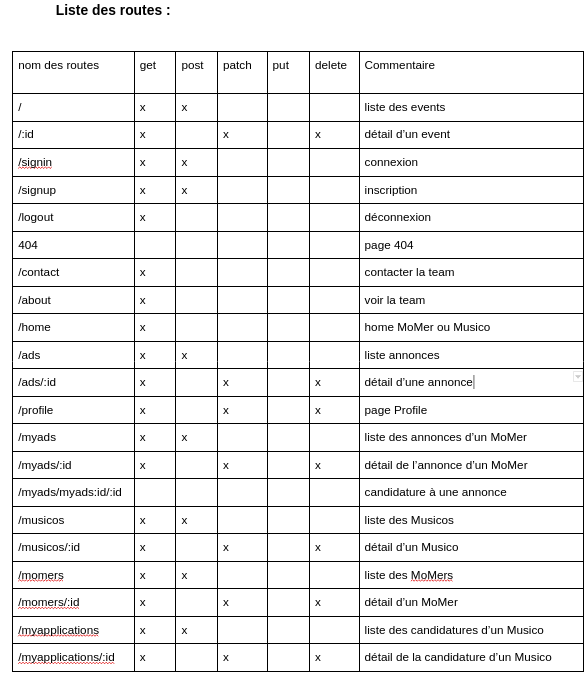 Liste des routes :
nom des routes get post patch put delete Commentaire
/ x x liste des events
/:id x x x détail d'un event
/signin x x connexion
/signup x x inscription
/logout x déconnexion
404 page 404
/contact x contacter la team
/about x voir la team
/home x home MoMer ou Musico
/ads x x liste annonces
/ads/:id x x x détail d'une annonce
/profile x x x page Profile
/myads x x liste des annonces d'un MoMer
/myads/:id x x x détail de l'annonce d'un MoMer
/myads/myads:id/:id candidature à une annonce
/musicos x x liste des Musicos
/musicos/:id x x x détail d'un Musico
/momers x x liste des MoMers
/momers/:id x x x détail d'un MoMer
/myapplications x x liste des candidatures d'un Musico
/myapplications/:id x x x détail de la candidature d'un Musico